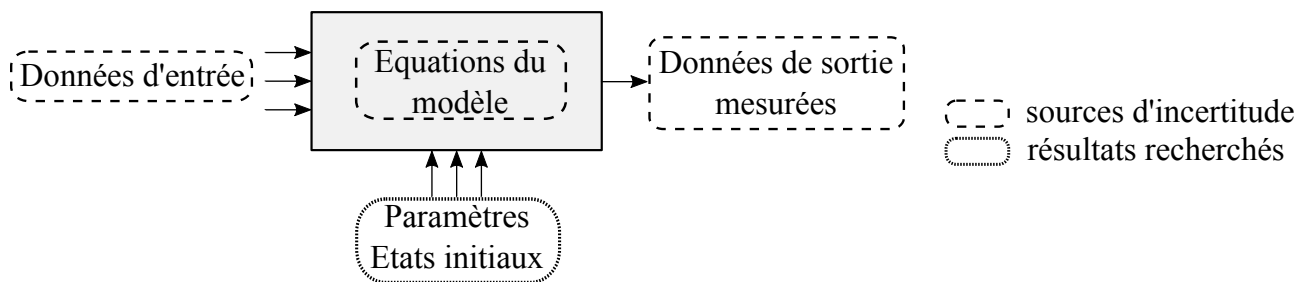 Données d'entrée
Equations du
modèle
Données de sortie
mesurées
sources d'incertitude
résultats recherchés
Paramètres
Etats initiaux